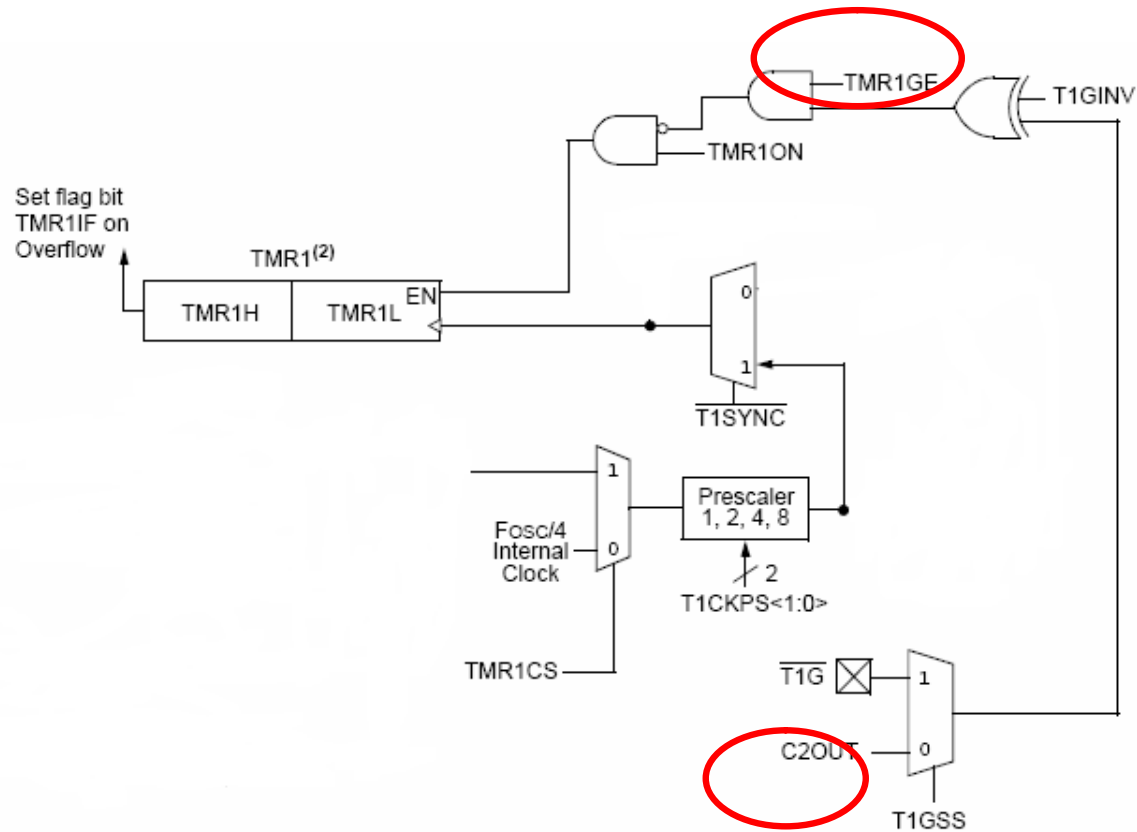 TMR1GE
T1GINV
TMR1ON
Set flag bit
TMR1IF on
Overflow
TMR1(2)
EN
TMR1H
TMR1L
0
1
T1SYNC
1
Fosc/4
Internal
Clock
0
Prescaler
1, 2, 4, 8
2
T1CKPS<1:0>
TMR1CS
T1G
1
C2OUT
0
T1GSS